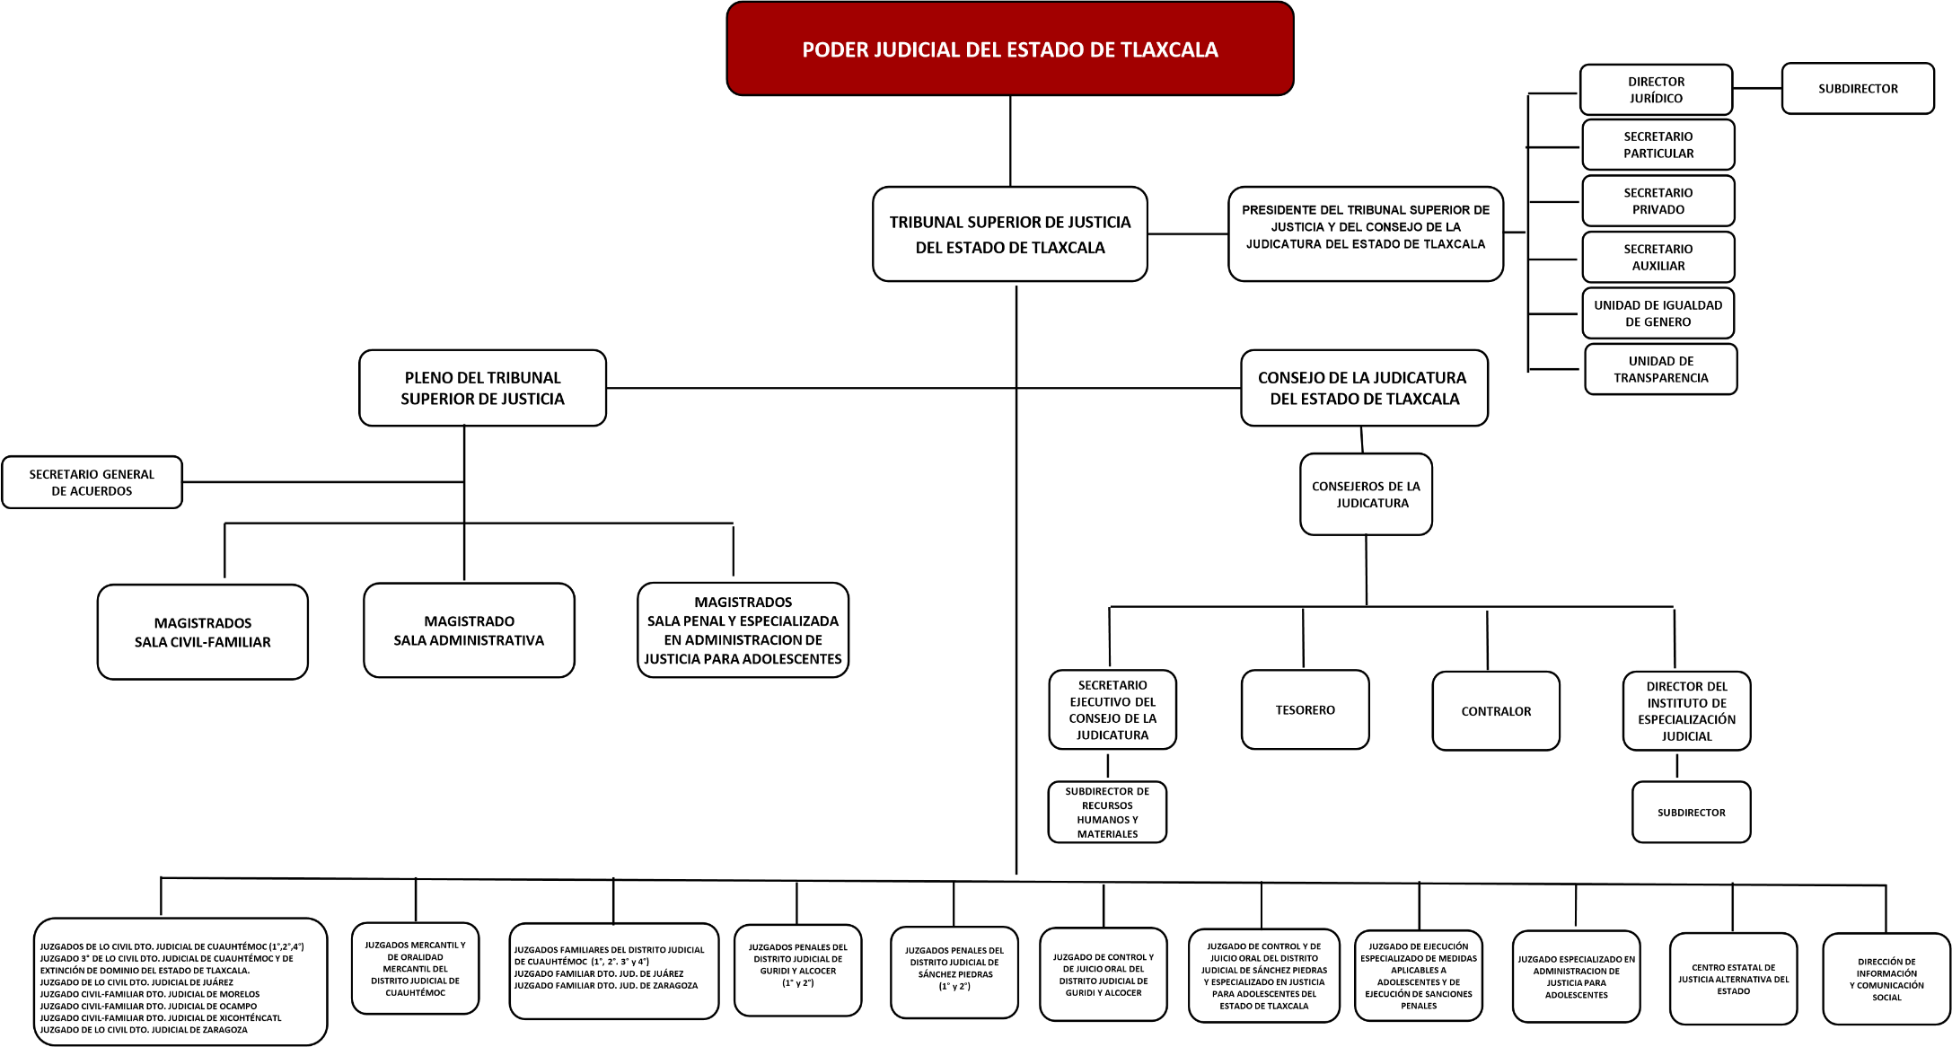 PODER JUDICIAL DEL ESTADO DE TLAXCALA
DIRECTOR
JURÍDICO
SUBDIRECTOR
SECRETARIO
PARTICULAR
SECRETARIO
PRIVADO
SECRETARIO
AUXILIAR
UNIDAD DE IGUALDAD
DE GENERO
UNIDAD DE
TRANSPARENCIA
TRIBUNAL SUPERIOR DE JUSTICIA
DEL ESTADO DE TLAXCALA
PRESIDENTE DEL TRIBUNAL SUPERIOR DE
JUSTICIA Y DEL CONSEJO DE LA
JUDICATURA DEL ESTADO DE TLAXCALA
PLENO DEL TRIBUNAL
SUPERIOR DE JUSTICIA
CONSEJO DE LA JUDICATURA
DEL ESTADO DE TLAXCALA
SECRETARIO GENERAL
DE ACUERDOS
CONSEJEROS DE LA
JUDICATURA
MAGISTRADOS
SALA CIVIL-FAMILIAR
MAGISTRADO
SALA ADMINISTRATIVA
MAGISTRADOS
SALA PENAL Y ESPECIALIZADA
EN ADMINISTRACION DE
JUSTICIA PARA ADOLESCENTES
SECRETARIO
EJECUTIVO DEL
CONSEJO DE LA
JUDICATURA
TESORERO
CONTRALOR
DIRECTOR DEL
INSTITUTO DE
ESPECIALIZACIÓN
JUDICIAL
SUBDIRECTOR DE
RECURSOS
HUMANOS Y
MATERIALES
SUBDIRECTOR
JUZGADOS DE LO CIVIL DTO. JUDICIAL DE CUAUHTÉMOC (1°,2°,4°)
JUZGADO 3° DE LO CIVIL DTO. JUDICIAL DE CUAUHTÉMOC Y DE
EXTINCIÓN DE DOMINIO DEL ESTADO DE TLAXCALA.
JUZGADO DE LO CIVIL DTO. JUDICIAL DE JUÁREZ
JUZGADO CIVIL-FAMILIAR DTO. JUDICIAL DE MORELOS
JUZGADO CIVIL-FAMILIAR DTO. JUDICIAL DE OCAMPO
JUZGADO CIVIL-FAMILIAR DTO. JUDICIAL DE XICOHTÉNCATL
JUZGADO DE LO CIVIL DTO. JUDICIAL DE ZARAGOZA
JUZGADOS MERCANTIL Y
DE ORALIDAD
MERCANTIL DEL
DISTRITO JUDICIAL DE
CUAUHTÉMOC
JUZGADOS FAMILIARES DEL DISTRITO JUDICIAL
DE CUAUHTÉMOC (1°, 2°. 3° y 4°)
JUZGADO FAMILIAR DTO. JUD. DE JUÁREZ
JUZGADO FAMILIAR DTO. JUD. DE ZARAGOZA
JUZGADOS PENALES DEL
DISTRITO JUDICIAL DE
GURIDI Y ALCOCER
(1° y 2°)
JUZGADOS PENALES DEL
DISTRITO JUDICIAL DE
SÁNCHEZ PIEDRAS
(1° y 2°)
JUZGADO DE CONTROL Y
DE JUICIO ORAL DEL
DISTRITO JUDICIAL DE
GURIDI Y ALCOCER
JUZGADO DE CONTROL Y DE
JUICIO ORAL DEL DISTRITO
JUDICIAL DE SÁNCHEZ PIEDRAS
Y ESPECIALIZADO EN JUSTICIA
PARA ADOLESCENTES DEL
ESTADO DE TLAXCALA
JUZGADO DE EJECUCIÓN
ESPECIALIZADO DE MEDIDAS
APLICABLES A
ADOLESCENTES Y DE
EJECUCIÓN DE SANCIONES
PENALES
JUZGADO ESPECIALIZADO EN
ADMINISTRACION DE
JUSTICIA PARA
ADOLESCENTES
CENTRO ESTATAL DE
JUSTICIA ALTERNATIVA DEL
ESTADO
DIRECCIÓN DE
INFORMACIÓN
Y COMUNICACIÓN
SOCIAL